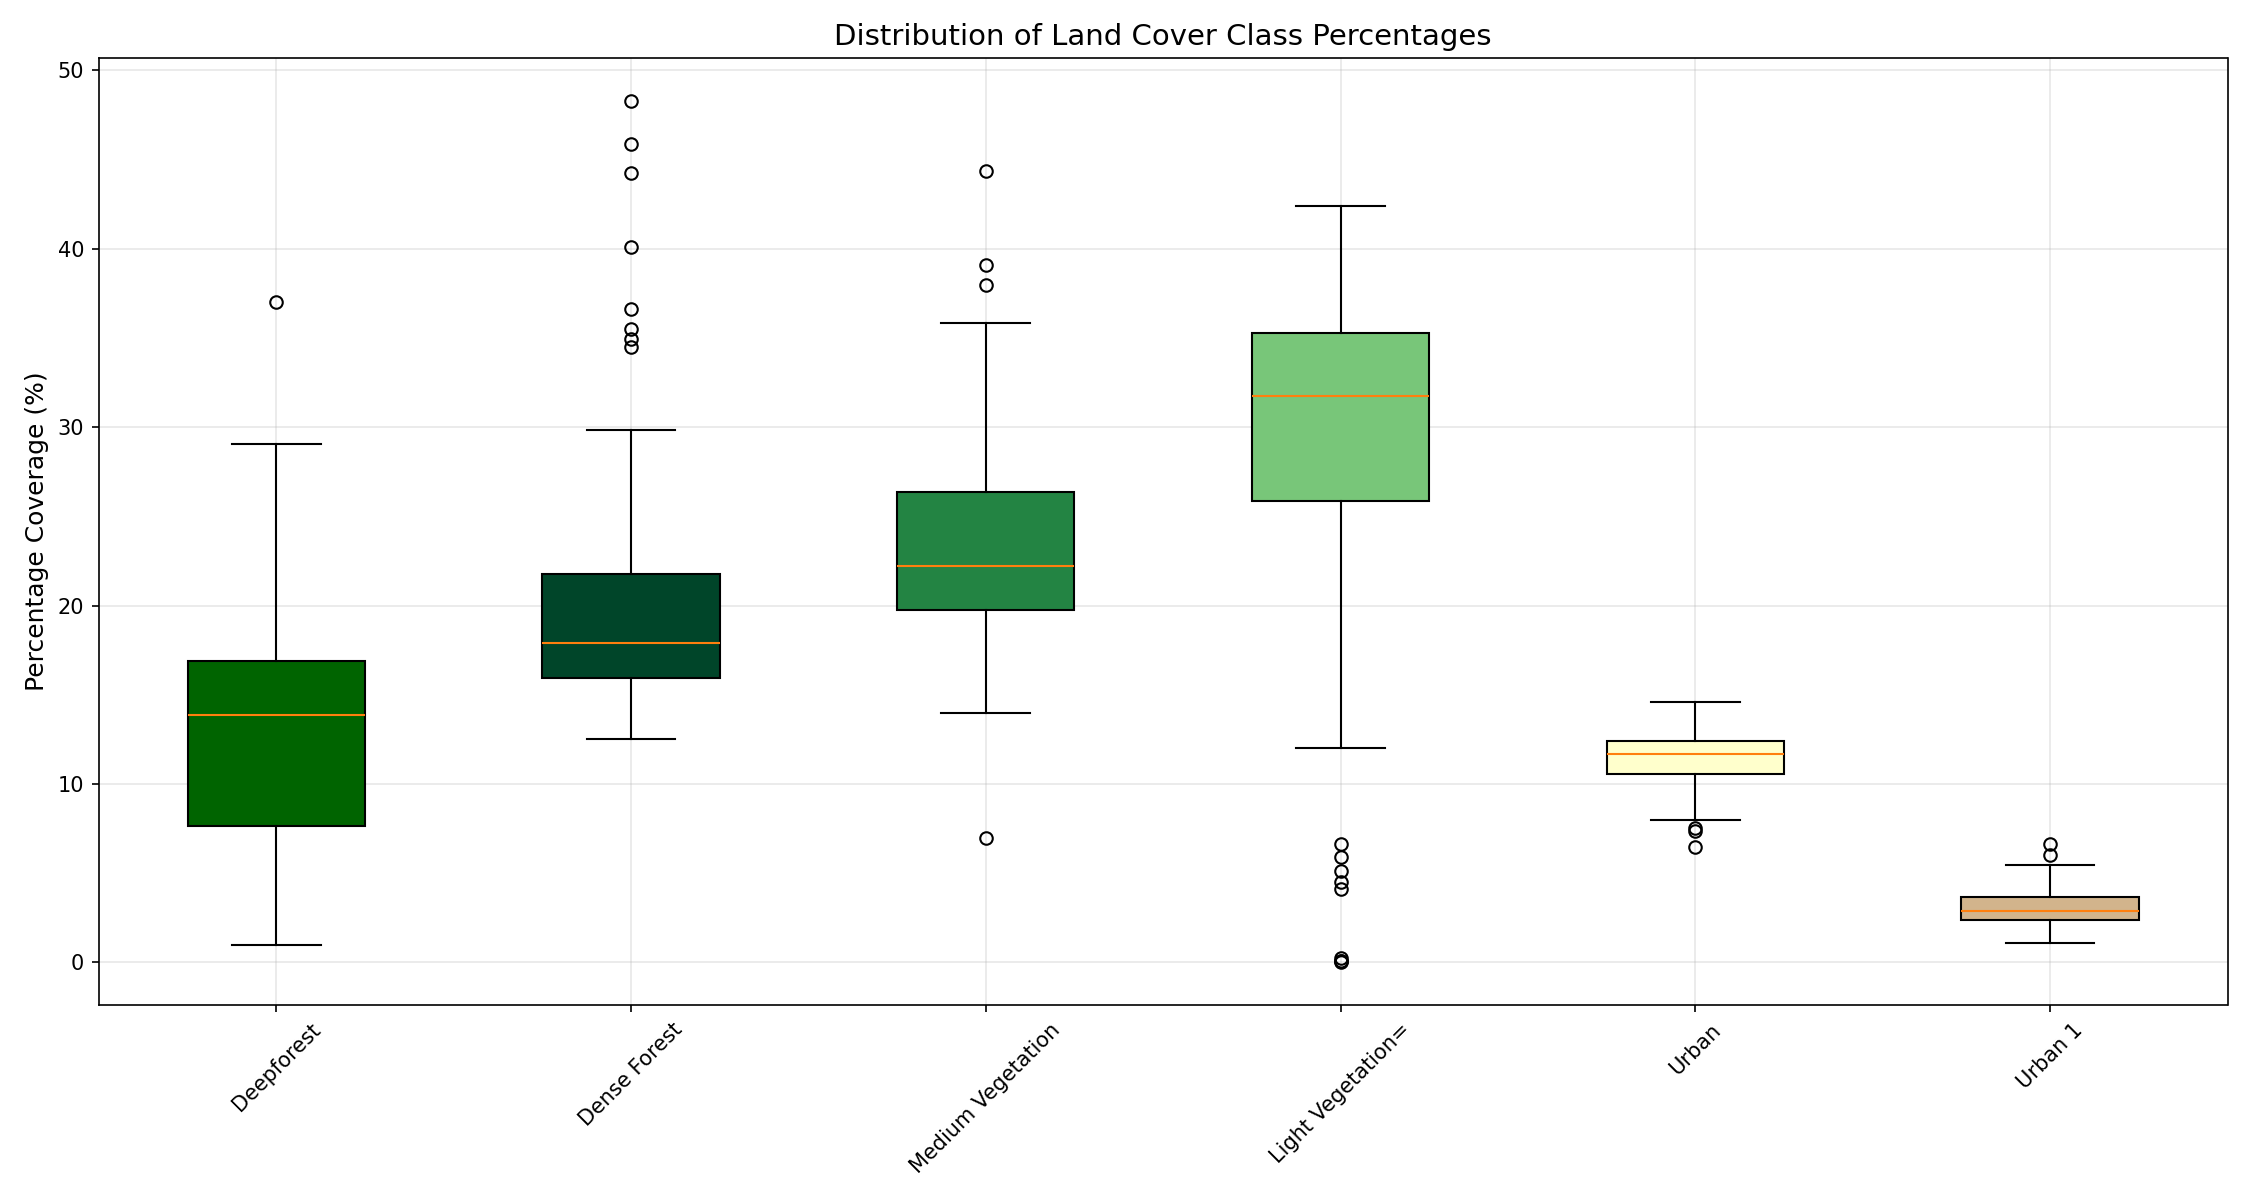 Distribution of Land Cover Class Percentages
Percentage Coverage (%)
50
40
30
20
10
0
Deepforest
Dense Forest
Medium Vegetation
Light Vegetation=
Urban
Urban 1